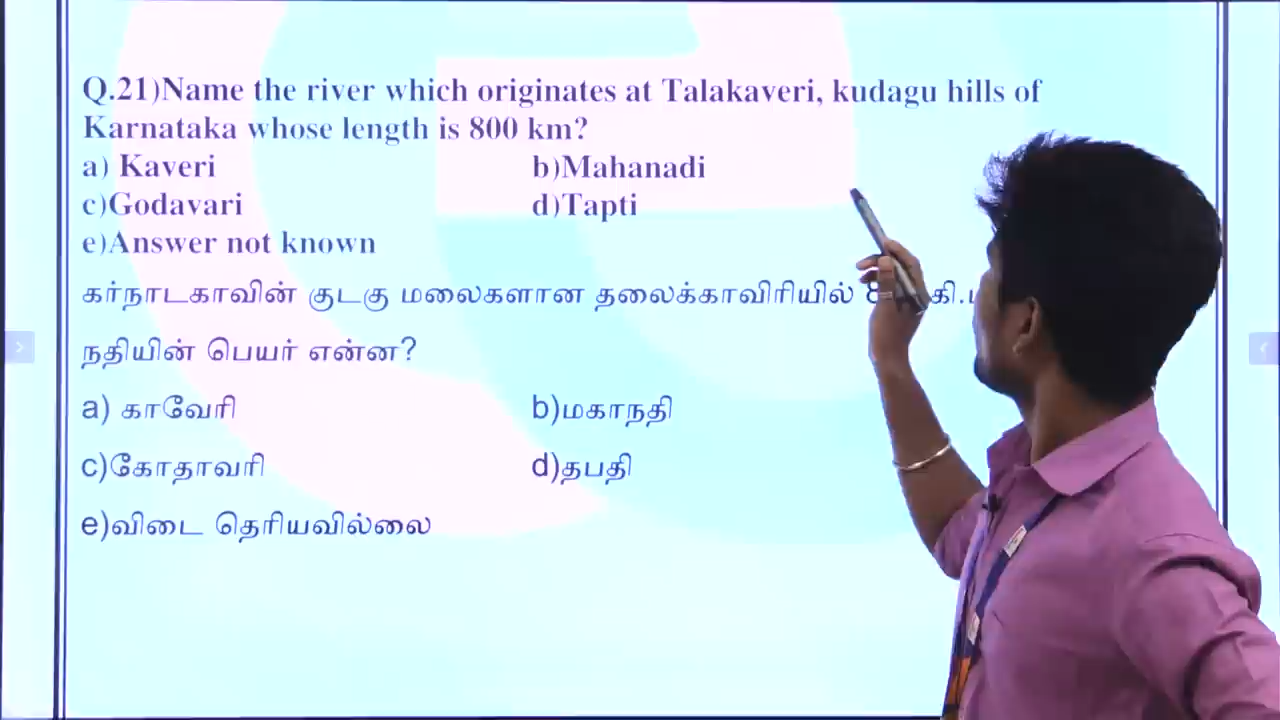 Q.21)Name the river which originates at Talakaveri, kudagu hills of
Karnataka whose length is 800 km?
a) Kaveri b)Mahanadi
c)Godavari d)Tapti
e)Answer not known
கர்நாடகாவின் குடகு மலைகளான தலைக்காவிரியில்
நதியின் பெயர் என்ன?
a) காவேரி b)மகாநதி
c)கோதாவரி d)தபதி
e)விடை தெரியவில்லை